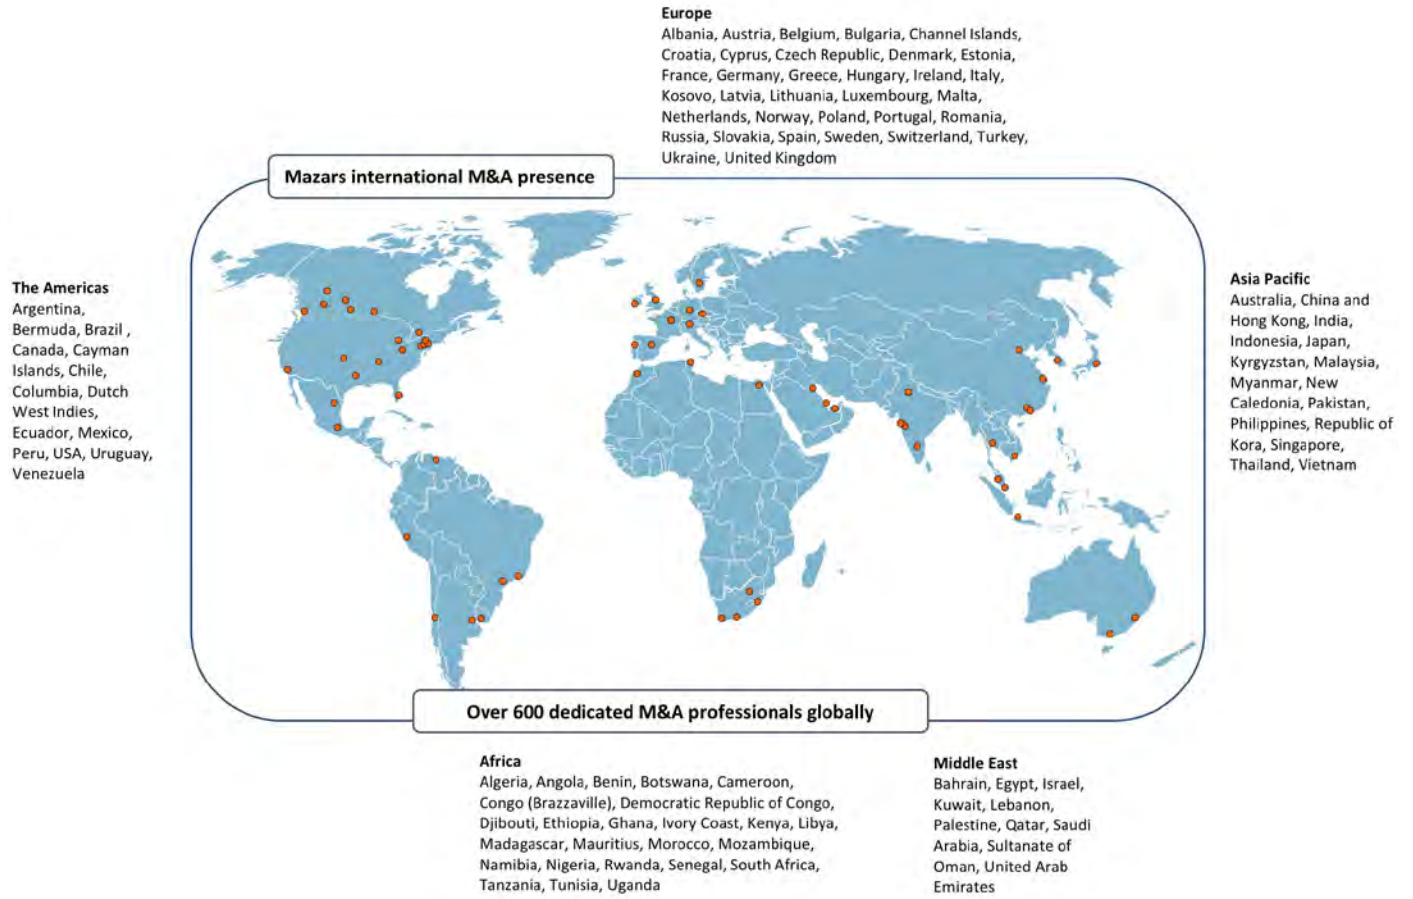 Europe
Albania, Austria, Belgium, Bulgaria, Channel Islands,
Croatia, Cyprus, Czech Republic, Denmark, Estonia,
France, Germany, Greece, Hungary, Ireland, Italy,
Kosovo, Latvia, Lithuania, Luxembourg, Malta,
Netherlands, Norway, Poland, Portugal, Romania,
Russia, Slovakia, Spain, Sweden, Switzerland, Turkey,
Ukraine, United Kingdom
Mazars international M&A presence
The Americas
Argentina,
Bermuda, Brazil ,
Canada, Cayman
Islands, Chile,
Columbia, Dutch
West Indies,
Ecuador, Mexico,
Peru, USA, Uruguay,
Venezuela
Asia Pacific
Australia, China and
Hong Kong, India,
Indonesia, Japan,
Kyrgyzstan, Malaysia,
Myanmar, New
Caledonia, Pakistan,
Philippines, Republic of
Kora, Singapore,
Thailand, Vietnam
Over 600 dedicated M&A professionals globally
Africa
Algeria, Angola, Benin, Botswana, Cameroon,
Congo (Brazzaville), Democratic Republic of Congo,
Djibouti, Ethiopia, Ghana, Ivory Coast, Kenya, Libya,
Madagascar, Mauritius, Morocco, Mozambique,
Namibia, Nigeria, Rwanda, Senegal, South Africa,
Tanzania, Tunisia, Uganda
Middle East
Bahrain, Egypt, Israel,
Kuwait, Lebanon,
Palestine, Qatar, Saudi
Arabia, Sultanate of
Oman, United Arab
Emirates